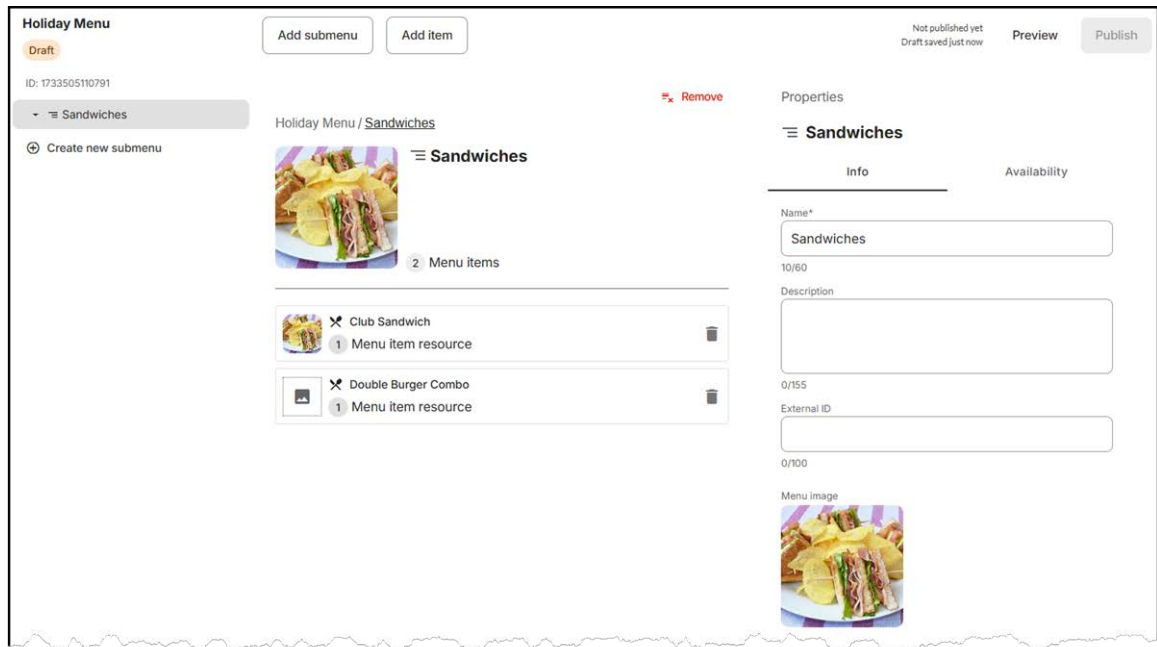 Holiday Menu
Draft
ID: 1733505110791
Sandwiches
Create new submenu
Add submenu
Add item
Not published yet
Draft saved just now
Preview
Publish
Remove
Holiday Menu / Sandwiches
Sandwiches
2 Menu items
Club Sandwich
1 Menu item resource
Double Burger Combo
1 Menu item resource
Properties
Sandwiches
Info
Availability
Name*
Sandwiches
10/60
Description
0/155
External ID
0/100
Menu image